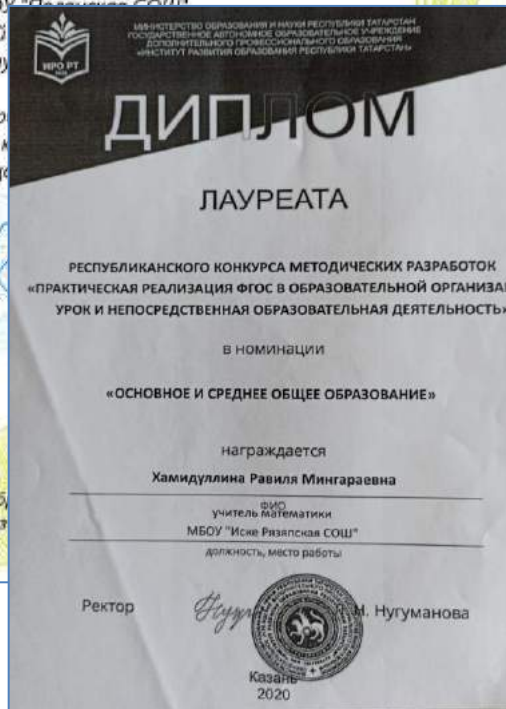 СОШ"
ИРО РТ
МИНИСТЕРСТВО ОБРАЗОВАНИЯ И НАУКИ РЕСПУБЛИКИ ТАТАРСТАН
ГОСУДАРСТВЕННОЕ АВТОНОМНОЕ ОБРАЗОВАТЕЛЬНОЕ УЧРЕЖДЕНИЕ
ДОПОЛНИТЕЛЬНОГО ПРОФЕССИОНАЛЬНОГО ОБРАЗОВАНИЯ
«ИНСТИТУТ РАЗВИТИЯ ОБРАЗОВАНИЯ РЕСПУБЛИКИ ТАТАРСТАН»
ДИПЛОМ
ЛАУРЕАТА
РЕСПУБЛИКАНСКОГО КОНКУРСА МЕТОДИЧЕСКИХ РАЗРАБОТОК
«ПРАКТИЧЕСКАЯ РЕАЛИЗАЦИЯ ФГОС В ОБРАЗОВАТЕЛЬНОЙ
УРОК И НЕПОСРЕДСТВЕННАЯ ОБРАЗОВАТЕЛЬНАЯ ДЕЯТЕЛЬНОСТЬ»
в номинации
«ОСНОВНОЕ И СРЕДНЕЕ ОБЩЕЕ ОБРАЗОВАНИЕ»
награждается
Хамидуллина Равиля Мингараевна
ФИО
учитель математики
МБОУ "Иске Рязяпская СОШ"
должность, место работы
Ректор Нугуманова
Казань
2020